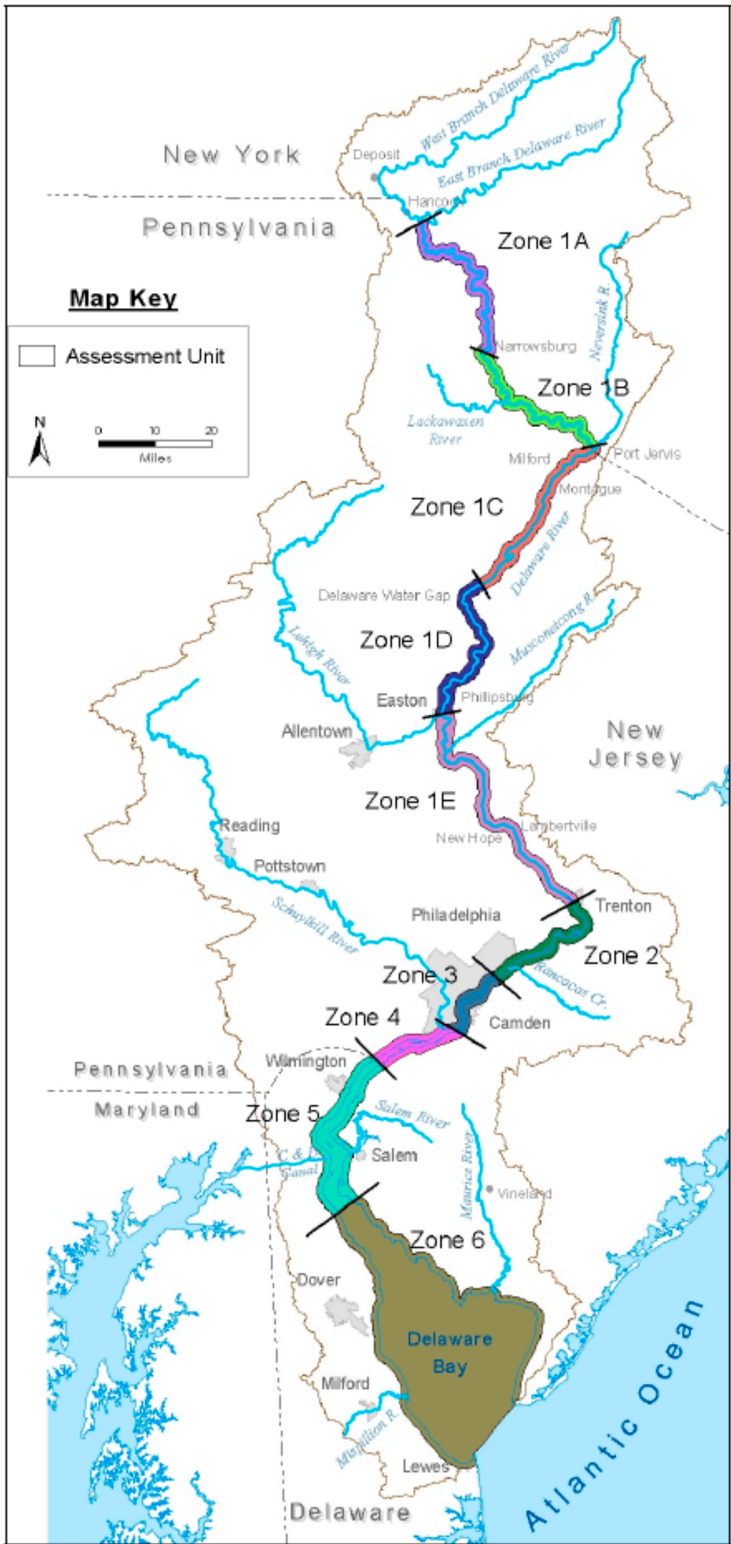 West Branch Delaware River
New York
Deposit
East Branch Delaware River
Hancoc
Pennsylvania
Zone 1A
Map Key
Neversink R.
Assessment Unit
Narrowsburg
Zone 1B
N
Lackawaxen
River
0 10 20
Miles
Milford
Port Jervis
Montague
Zone 1C
Delaware River
Delaware Water Gap
Musconetcong R.
Zone 1D
Lehigh River
Easton
Phillipsburg
Allentown
New
Jersey
Zone 1E
Reading
Lambertville
New Hope
Pottstown
Trenton
Philadelphia
Schuylkill River
Zone 2
Zone 3
Rancocas Cr.
Zone 4
Camden
Wilmington
Pennsylvania
Maryland
Zone 5
Salem River
C & D
Canal
Salem
Maurice River
Vineland
Zone 6
Dover
Delaware
Bay
Milford
Mispillion R.
Lewes
Atlantic Ocean
Delaware